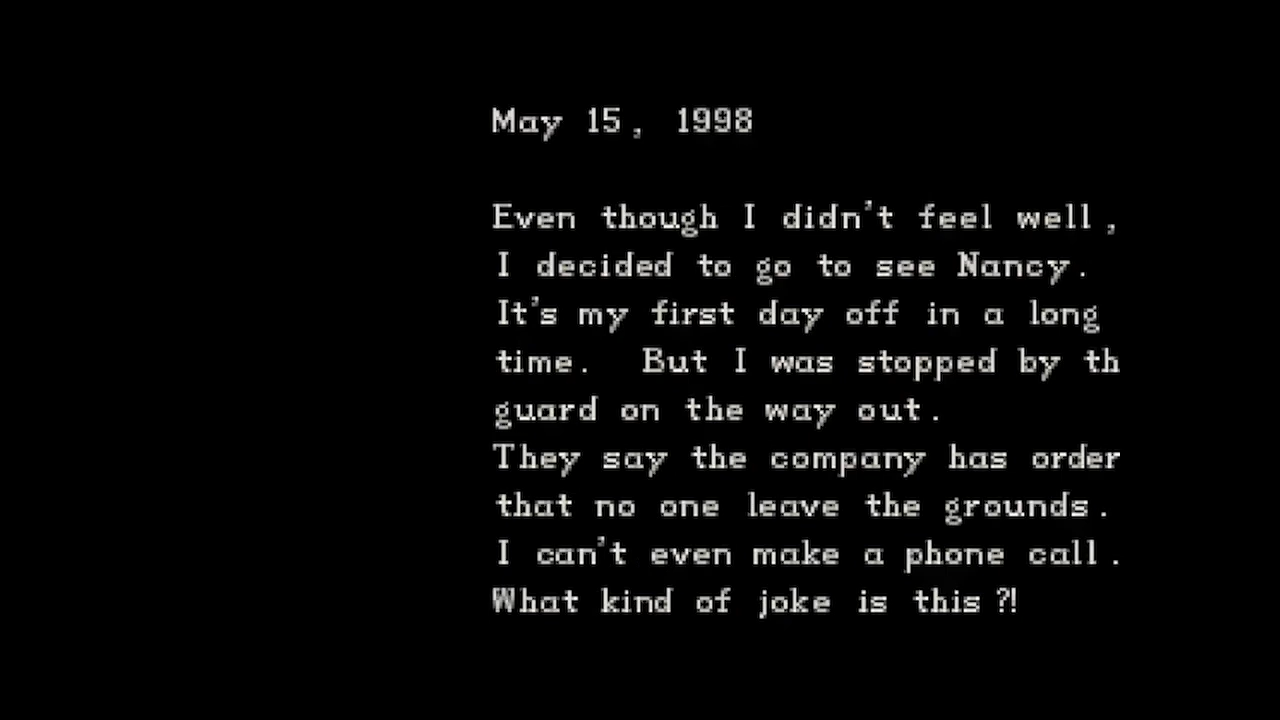 May 15, 1998
Even though I didn't feel well,
I decided to go to see Nancy.
It's my first day off in a long
time. But I was stopped by th
guard on the way out.
They say the company has order
that no one leave the grounds.
I can't even make a phone call.
What kind of joke is this?!